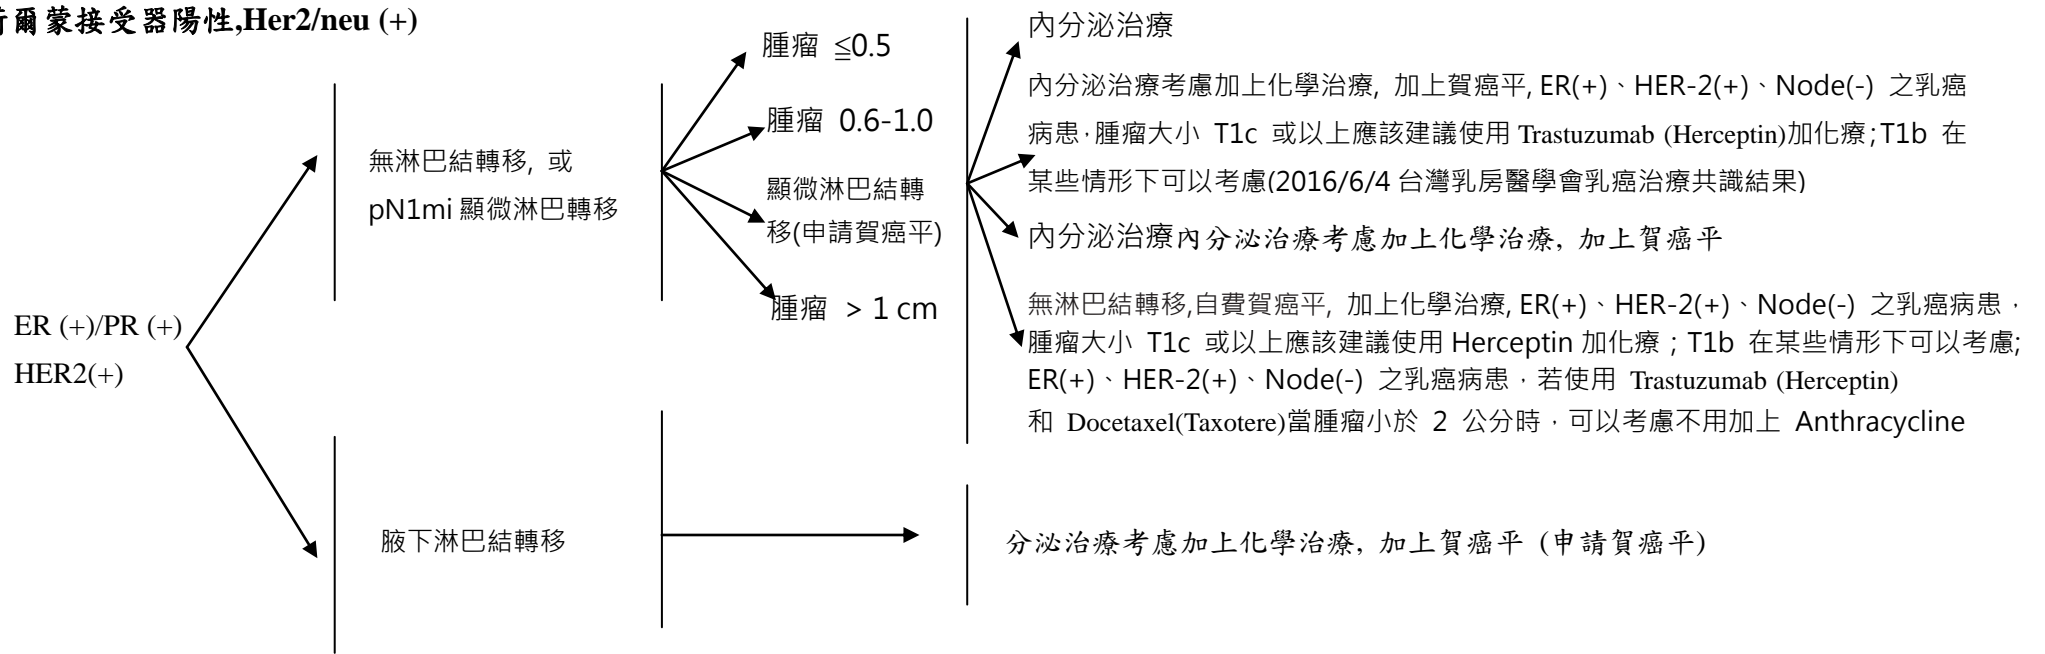 爾蒙接受器陽性,Her2/neu (+)
ER (+)/PR (+)
HER2(+)
無淋巴結轉移, 或
pN1mi 顯微淋巴轉移
腋下淋巴結轉移
腫瘤 ≦0.5
腫瘤 0.6-1.0
顯微淋巴結轉
移(申請賀癌平)
腫瘤 > 1 cm
內分泌治療
內分泌治療考慮加上化學治療, 加上賀癌平, ER(+)、HER-2(+)、Node(-) 之乳癌
病患,腫瘤大小 T1c 或以上應該建議使用 Trastuzumab (Herceptin)加化療;T1b 在
某些情形下可以考慮(2016/6/4 台灣乳房醫學會乳癌治療共識結果)
內分泌治療內分泌治療考慮加上化學治療, 加上賀癌平
無淋巴結轉移,自費賀癌平, 加上化學治療, ER(+)、HER-2(+)、Node(-) 之乳癌病患,
腫瘤大小 T1c 或以上應該建議使用 Herceptin 加化療；T1b 在某些情形下可以考慮;
ER(+)、HER-2(+)、Node(-) 之乳癌病患,若使用 Trastuzumab (Herceptin)
和 Docetaxel(Taxotere)當腫瘤小於 2 公分時,可以考慮不用加上 Anthracycline
分泌治療考慮加上化學治療, 加上賀癌平 (申請賀癌平)